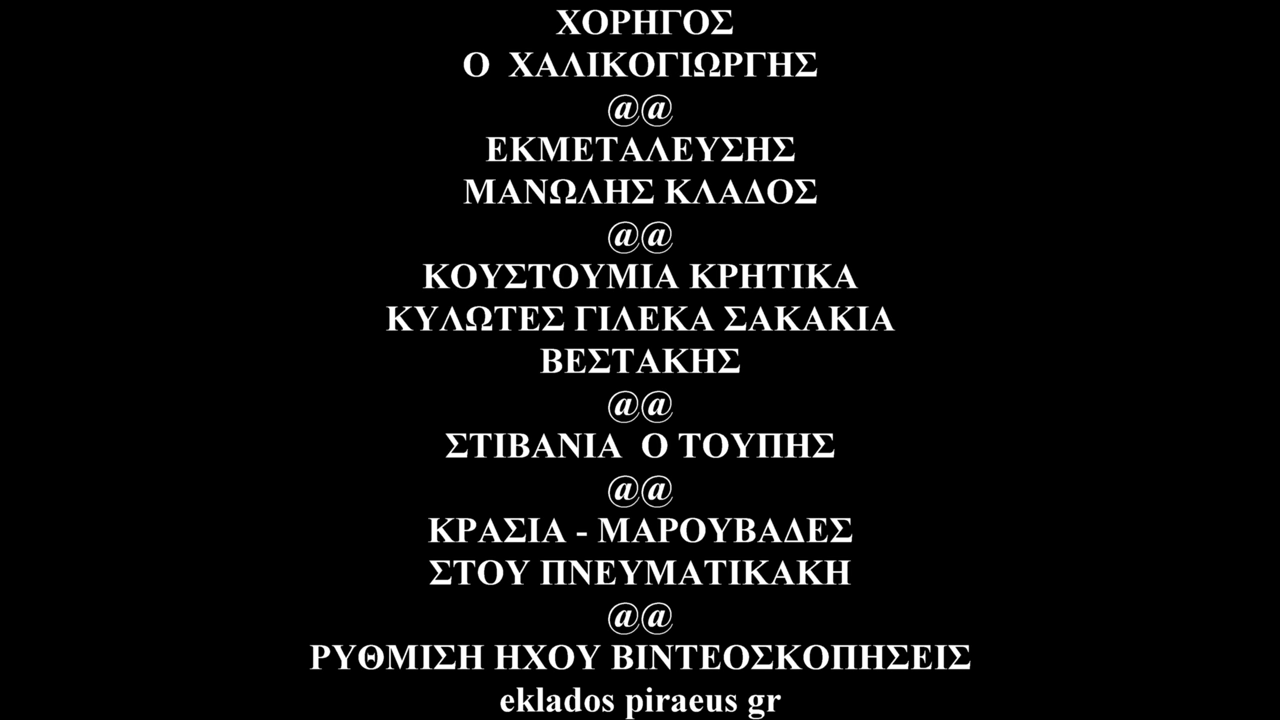 ΧΟΡΗΓΟΣ
Ο ΧΑΛΙΚΟΓΙΩΡΓΗΣ
@@
ΕΚΜΕΤΑΛΕΥΣΗΣ
ΜΑΝΩΛΗΣ ΚΛΑΔΟΣ
@@
ΚΟΥΣΤΟΥΜΙΑ ΚΡΗΤΙΚΑ
ΚΥΛΩΤΕΣ ΓΙΛΕΚΑ ΣΑΚΑΚΙΑ
ΒΕΣΤΑΚΗΣ
@@
ΣΤΙΒΑΝΙΑ Ο ΤΟΥΠΗΣ
@@
ΚΡΑΣΙΑ - ΜΑΡΟΥΒΑΔΕΣ
ΣΤΟΥ ΠΝΕΥΜΑΤΙΚΑΚΗ
@@
ΡΥΘΜΙΣΗ ΗΧΟΥ ΒΙΝΤΕΟΣΚΟΠΗΣΕΙΣ
eklados piraeus gr